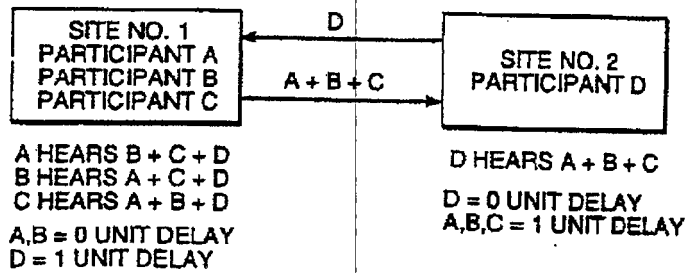 SITE NO. 1
PARTICIPANT A
PARTICIPANT B
PARTICIPANT C
D
A + B + C
SITE NO. 2
PARTICIPANT D
A HEARS B + C + D
B HEARS A + C + D
C HEARS A + B + D
A,B = 0 UNIT DELAY
D = 1 UNIT DELAY
D HEARS A + B + C
D = 0 UNIT DELAY
A,B,C = 1 UNIT DELAY